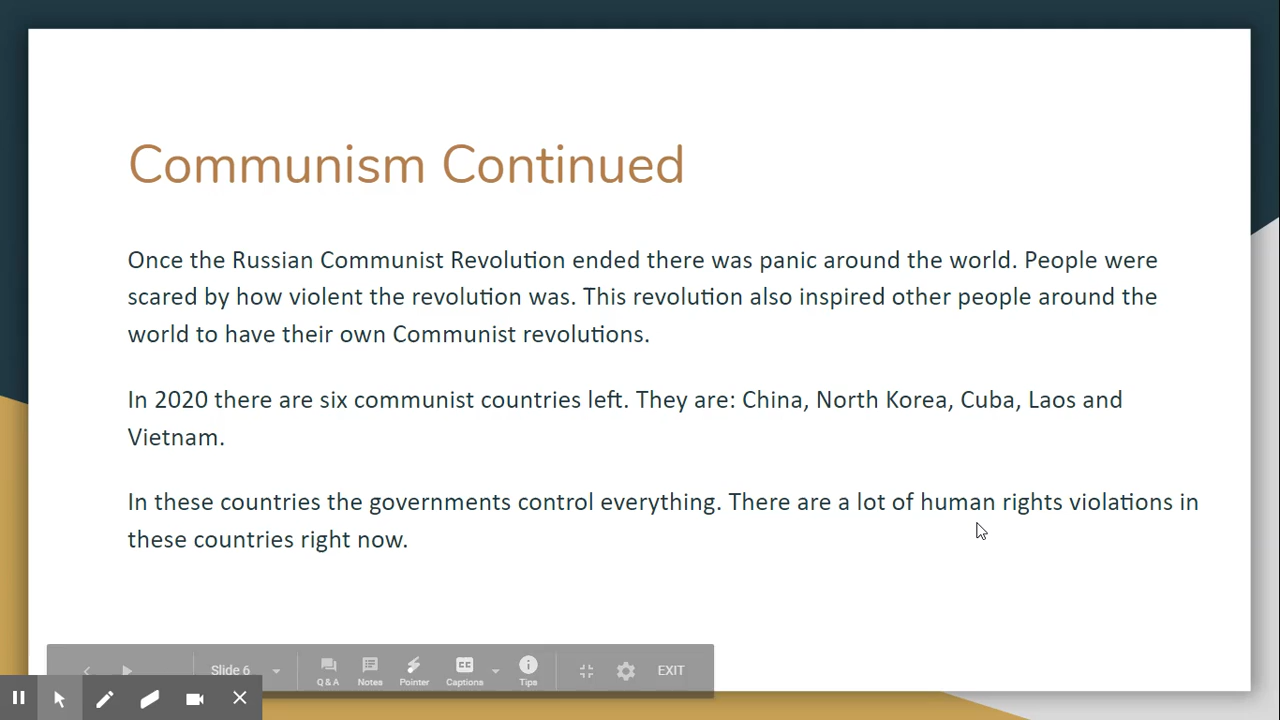 Communism Continued
Once the Russian Communist Revolution ended there was panic around the world. People were
scared by how violent the revolution was. This revolution also inspired other people around the
world to have their own Communist revolutions.
In 2020 there are six communist countries left. They are: China, North Korea, Cuba, Laos and
Vietnam.
In these countries the governments control everything. There are a lot of human rights violations in
these countries right now.
Slide 6
Q & A Notes Pointer Captions Tips EXIT